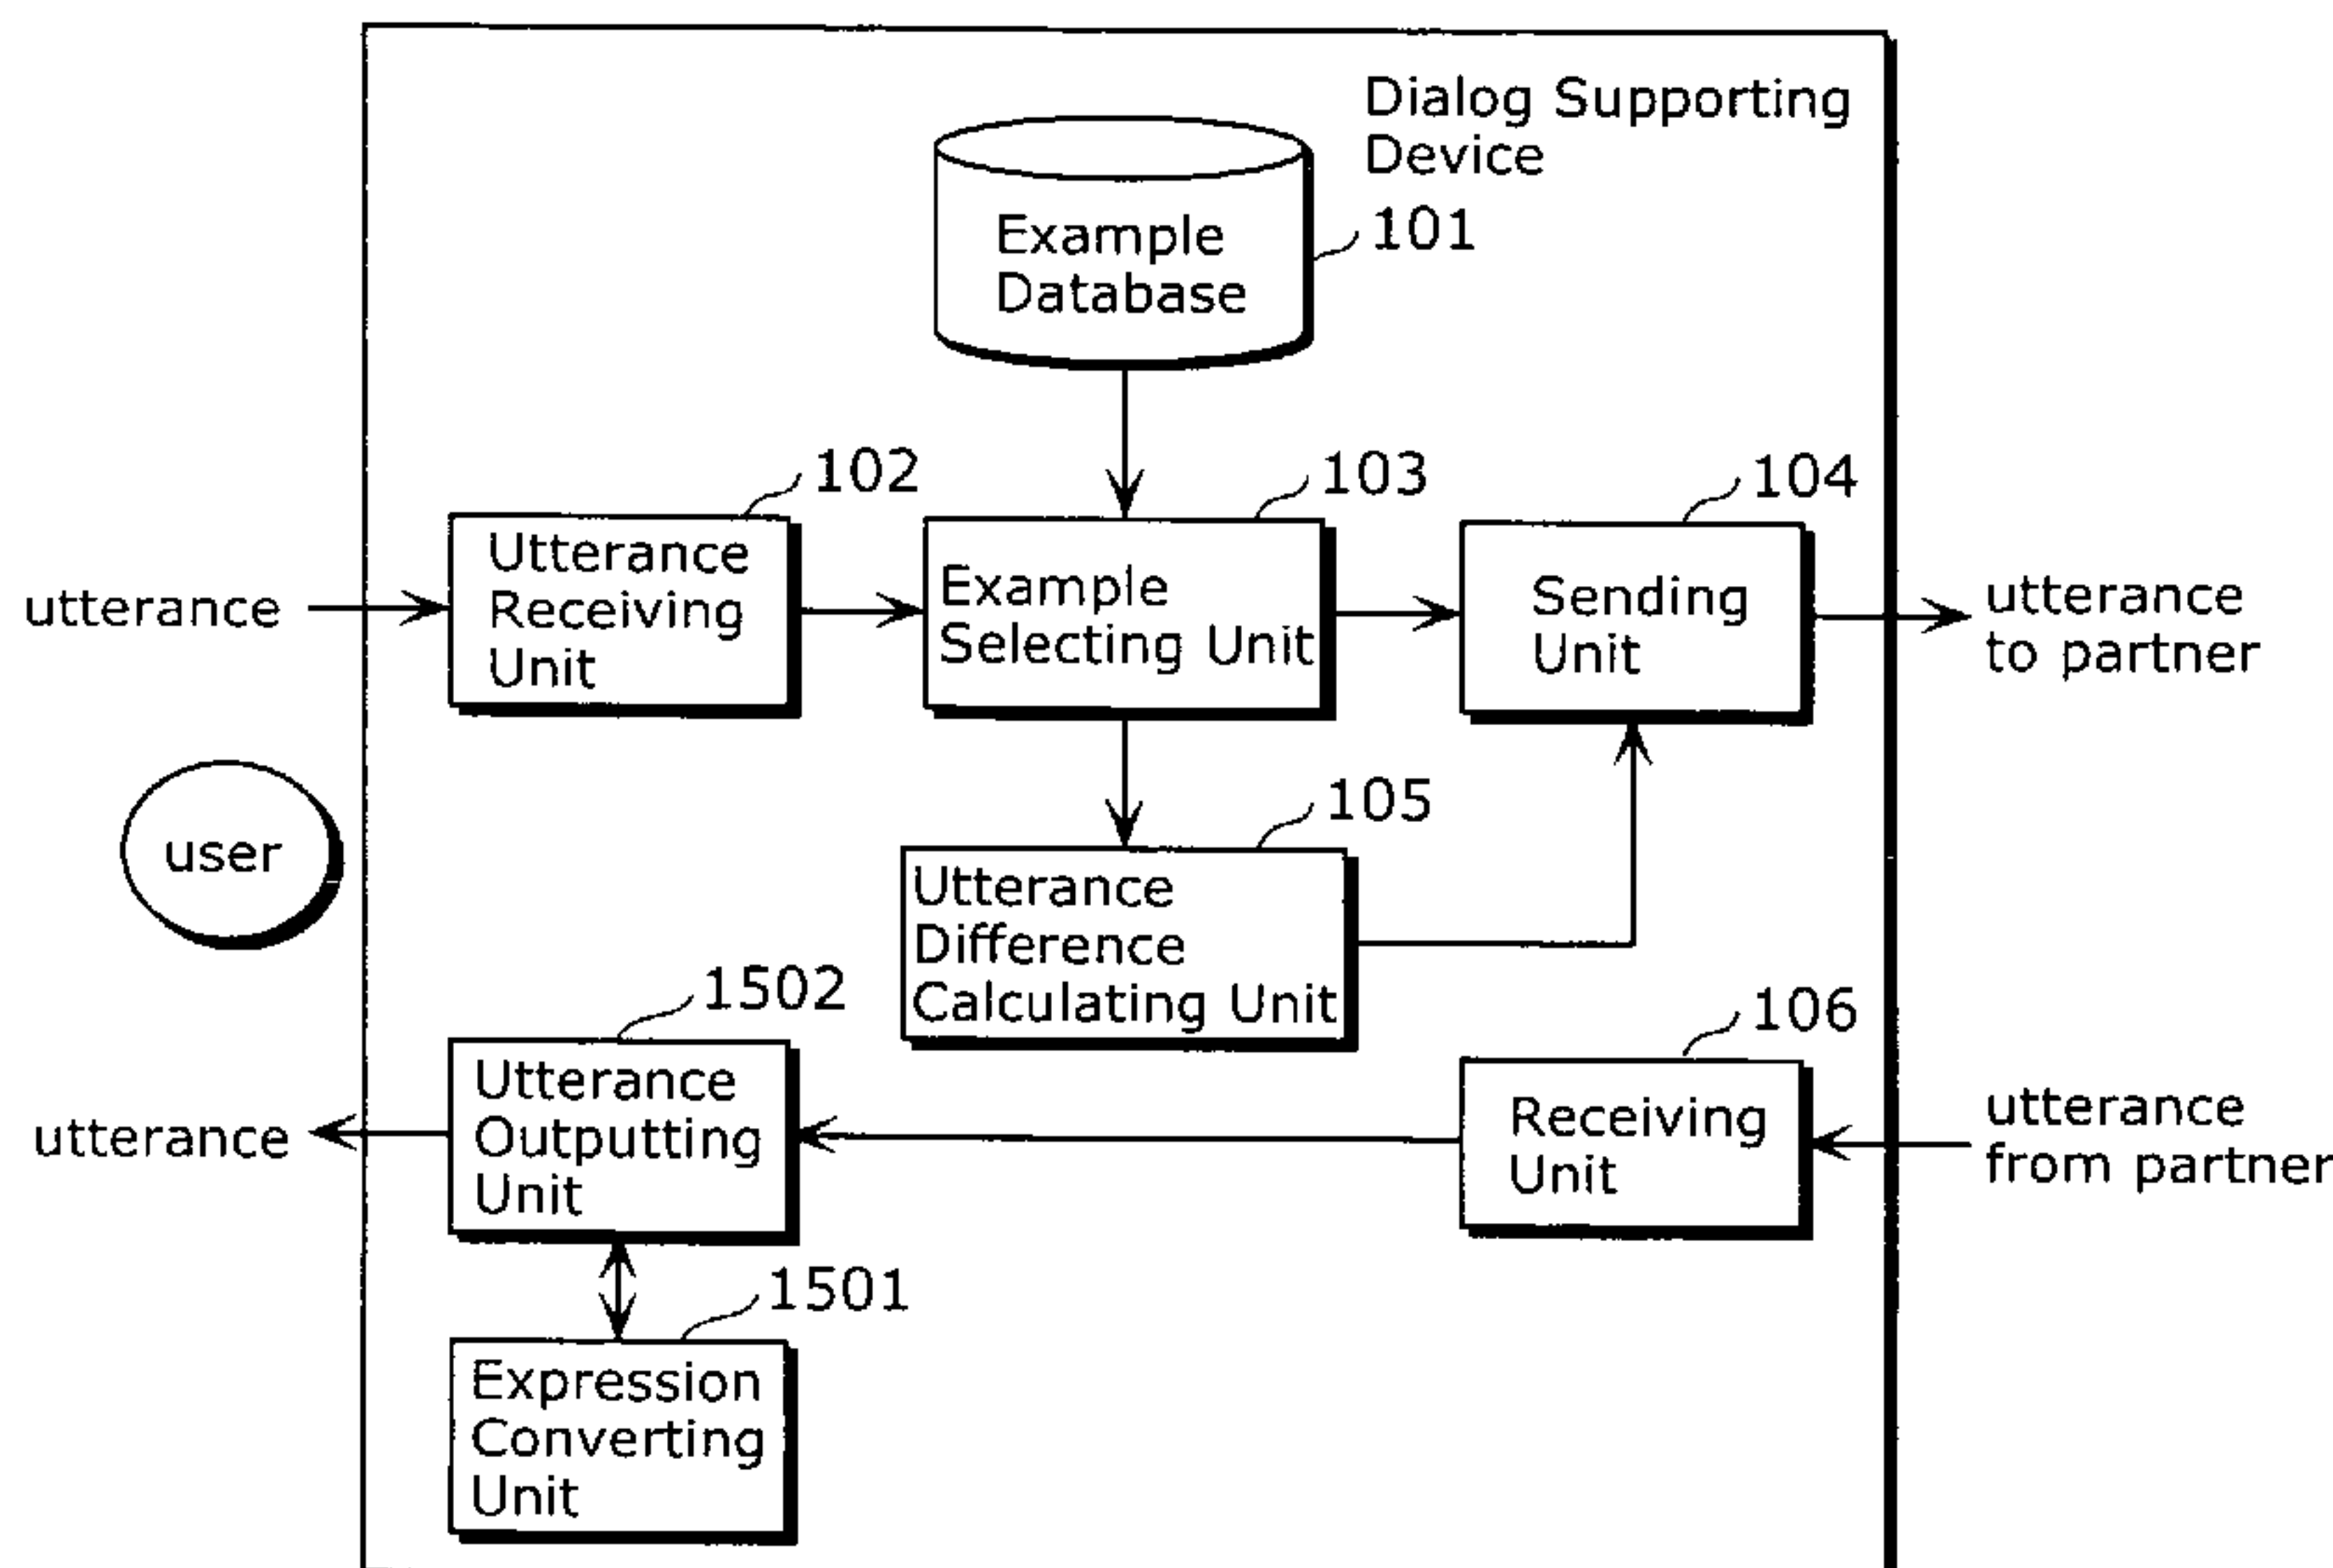 Dialog Supporting
Device
Example
Database
101
102
103
104
utterance
Utterance
Receiving
Unit
Example
Selecting Unit
Sending
Unit
utterance
to partner
user
105
Utterance
Difference
Calculating Unit
1502
106
utterance
Utterance
Outputting
Unit
Receiving
Unit
utterance
from partner
1501
Expression
Converting
Unit